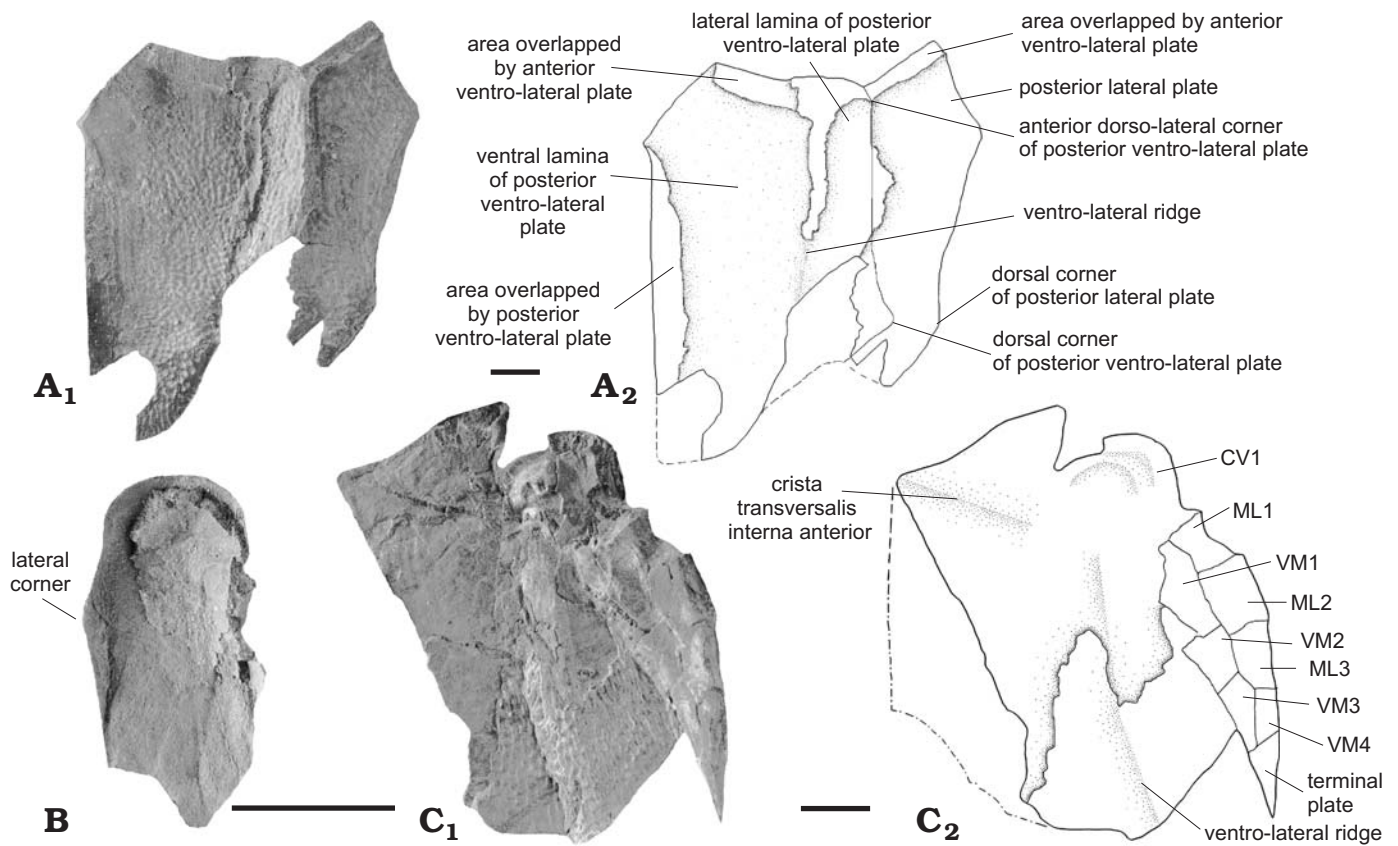 area overlapped
by anterior
ventro-lateral plate
lateral lamina of posterior
ventro-lateral plate
area overlapped by anterior
ventro-lateral plate
posterior lateral plate
anterior dorso-lateral corner
of posterior ventro-lateral plate
ventral lamina
of posterior
ventro-lateral
plate
ventro-lateral ridge
area overlapped
by posterior
ventro-lateral plate
dorsal corner
of posterior lateral plate
dorsal corner
of posterior ventro-lateral plate
A1
A2
lateral
corner
B
C1
crista
transversalis
interna anterior
CV1
ML1
VM1
ML2
VM2
ML3
VM3
VM4
terminal
plate
ventro-lateral ridge
C2